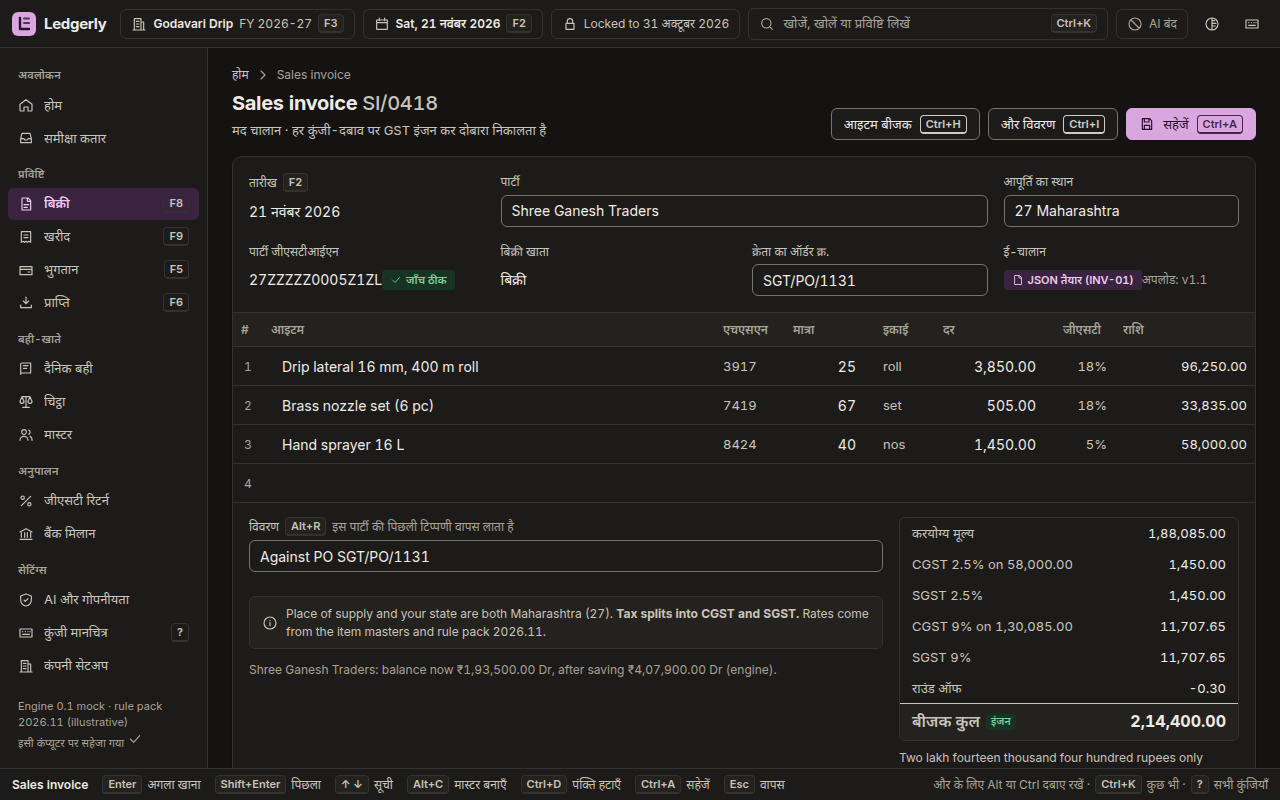 Ledgerly
Godavari Drip FY 2026-27 F3
Sat, 21 नवंबर 2026 F2
Locked to 31 अक्टूबर 2026
खोजें, खोलें या प्रविष्टि लिखें Ctrl+K
AI बंद
अवलोकन
होम
समीक्षा कतार
प्रविष्टि
बिक्री F8
खरीद F9
भुगतान F5
प्राप्ति F6
बही-खाते
दैनिक बही
चिट्ठा
मास्टर
अनुपालन
जीएसटी रिटर्न
बैंक मिलान
सेटिंग्स
AI और गोपनीयता
कुंजी मानचित्र ?
कंपनी सेटअप
Engine 0.1 mock · rule pack
2026.11 (illustrative)
इसी कंप्यूटर पर सहेजा गया
होम > Sales invoice
Sales invoice SI/0418
मद चालान · हर कुंजी-दबाव पर GST इंजन कर दोबारा निकालता है
आइटम बीजक Ctrl+H
और विवरण Ctrl+I
सहेजें Ctrl+A
तारीख F2
21 नवंबर 2026
पार्टी
Shree Ganesh Traders
आपूर्ति का स्थान
27 Maharashtra
पार्टी जीएसटीआईएन
27ZZZZZ0005Z1ZL जाँच ठीक
बिक्री खाता
बिक्री
क्रेता का ऑर्डर क्र.
SGT/PO/1131
ई-चालान
JSON तैयार (INV-01) अपलोड: v1.1
# आइटम एचएसएन मात्रा इकाई दर जीएसटी राशि
1 Drip lateral 16 mm, 400 m roll 3917 25 roll 3,850.00 18% 96,250.00
2 Brass nozzle set (6 pc) 7419 67 set 505.00 18% 33,835.00
3 Hand sprayer 16 L 8424 40 nos 1,450.00 5% 58,000.00
4
विवरण Alt+R इस पार्टी की पिछली टिप्पणी वापस लाता है
Against PO SGT/PO/1131
Place of supply and your state are both Maharashtra (27). Tax splits into CGST and SGST. Rates come
from the item masters and rule pack 2026.11.
Shree Ganesh Traders: balance now ₹1,93,500.00 Dr, after saving ₹4,07,900.00 Dr (engine).
करयोग्य मूल्य 1,88,085.00
CGST 2.5% on 58,000.00 1,450.00
SGST 2.5% 1,450.00
CGST 9% on 1,30,085.00 11,707.65
SGST 9% 11,707.65
राउंड ऑफ -0.30
बीजक कुल इंजन 2,14,400.00
Two lakh fourteen thousand four hundred rupees only
Sales invoice Enter अगला खाना Shift+Enter पिछला ↑↓ सूची Alt+C मास्टर बनाएँ Ctrl+D पंक्ति हटाएँ Ctrl+A सहेजें Esc वापस और के लिए Alt या Ctrl दबाए रखें · Ctrl+K कुछ भी · ? सभी कुंजियाँ